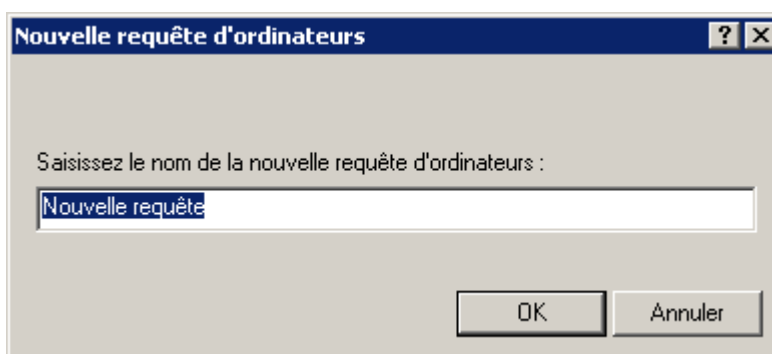 Nouvelle requête d'ordinateurs
Saisissez le nom de la nouvelle requête d'ordinateurs :
Nouvelle requête
OK Annuler